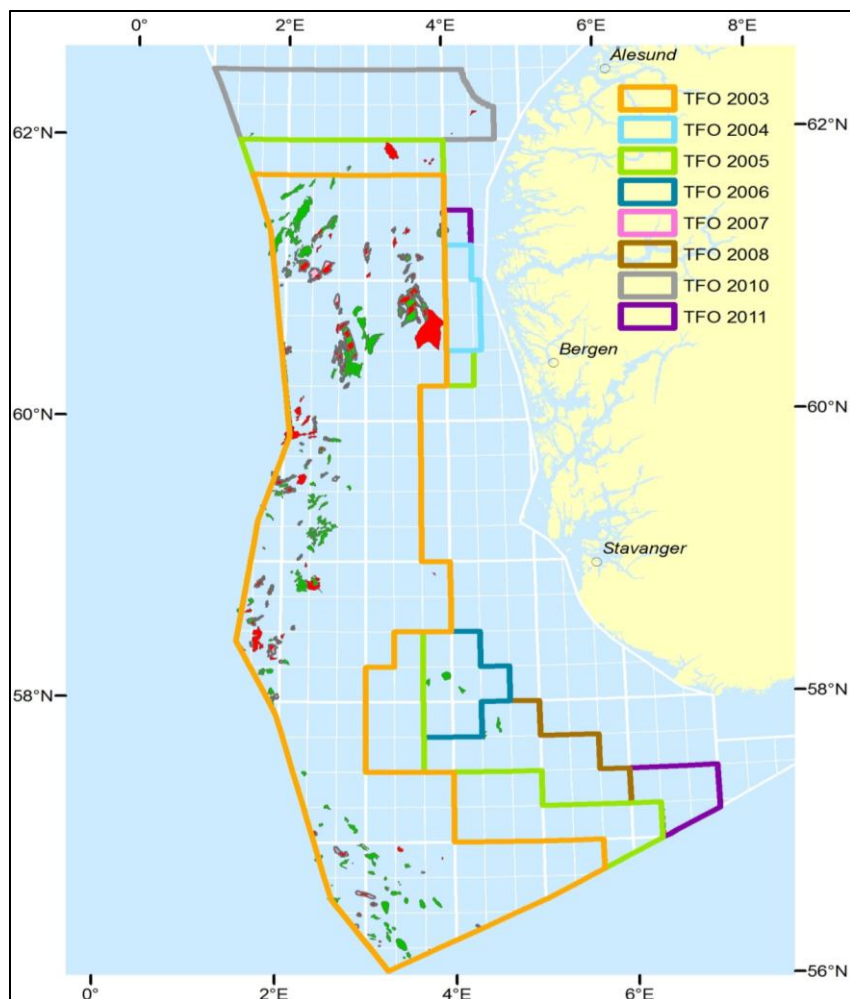 0° 2°E 4°E 6°E 8°E
Ålesund
TFO 2003
62°N 62°N
TFO 2004
TFO 2005
TFO 2006
TFO 2007
TFO 2008
TFO 2010
TFO 2011
Bergen
60°N 60°N
Stavanger
58°N 58°N
56°N
0° 2°E 4°E 6°E